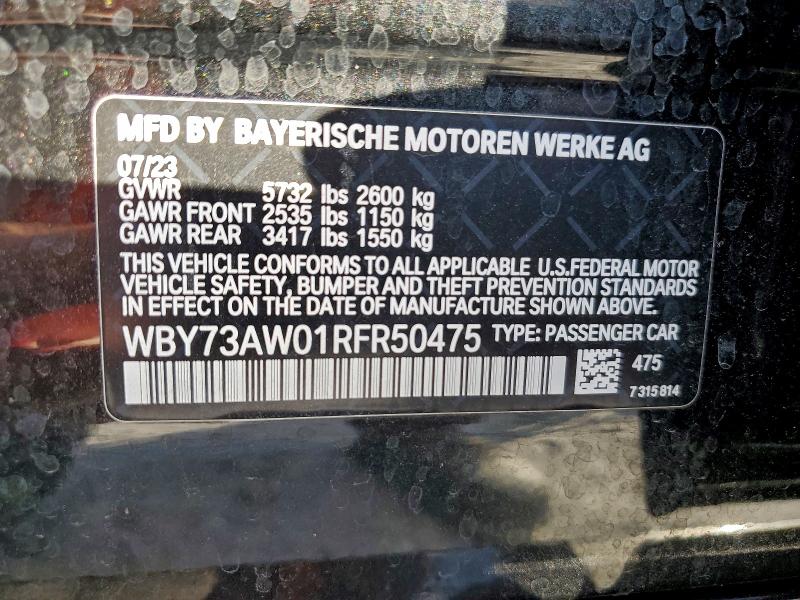 MFD BY BAYERISCHE MOTOREN WERKE AG
07/23
GVWR 5732 lbs 2600 kg
GAWR FRONT 2535 lbs 1150 kg
GAWR REAR 3417 lbs 1550 kg
THIS VEHICLE CONFORMS TO ALL APPLICABLE U.S.FEDERAL MOTOR
VEHICLE SAFETY, BUMPER AND THEFT PREVENTION STANDARDS
IN EFFECT ON THE DATE OF MANUFACTURE SHOWN ABOVE.
WBY73AW01RFR50475 TYPE: PASSENGER CAR
475
7 315 814